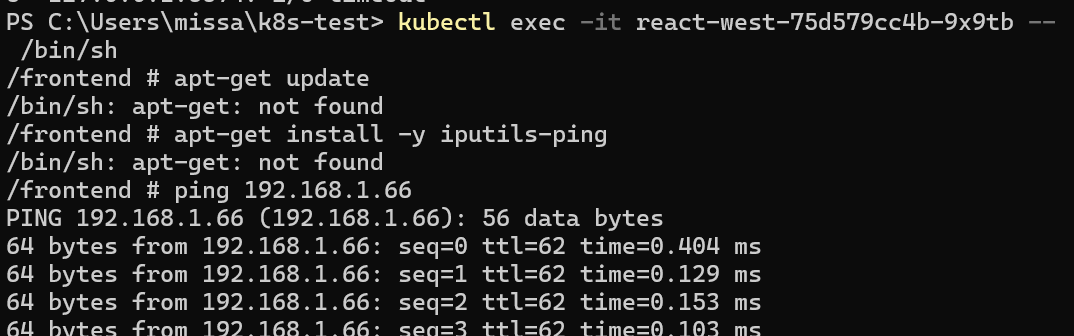 PS C:\Users\missa\k8s-test> kubectl exec -it react-west-75d579cc4b-9x9tb --
/bin/sh
/frontend # apt-get update
/bin/sh: apt-get: not found
/frontend # apt-get install -y iputils-ping
/bin/sh: apt-get: not found
/frontend # ping 192.168.1.66
PING 192.168.1.66 (192.168.1.66): 56 data bytes
64 bytes from 192.168.1.66: seq=0 ttl=62 time=0.404 ms
64 bytes from 192.168.1.66: seq=1 ttl=62 time=0.129 ms
64 bytes from 192.168.1.66: seq=2 ttl=62 time=0.153 ms
64 bytes from 192.168.1.66: seq=3 ttl=62 time=0.103 ms